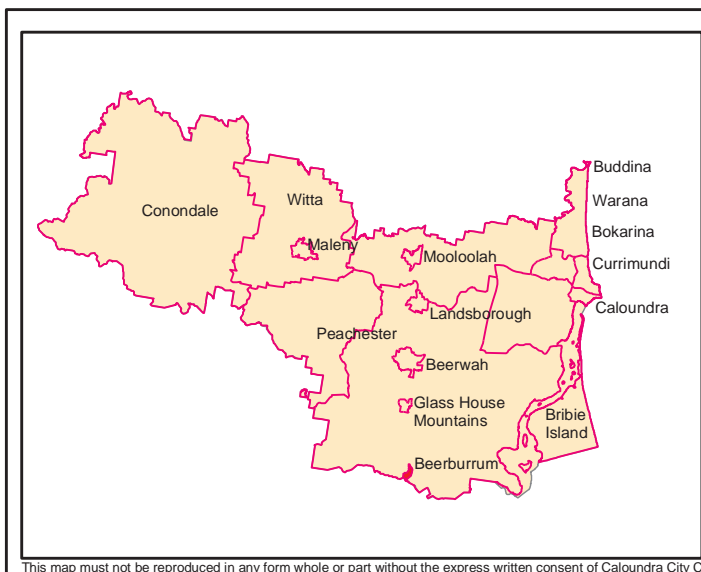 Buddina
Witta
Warana
Conondale
Bokarina
Maleny
Mooloolah
Currimundi
Landsborough
Caloundra
Peachester
Beerwah
Glass House
Mountains
Bribie
Island
Beerburrum
This map must not be reproduced in any form whole or part without the express written consent of Caloundra City C